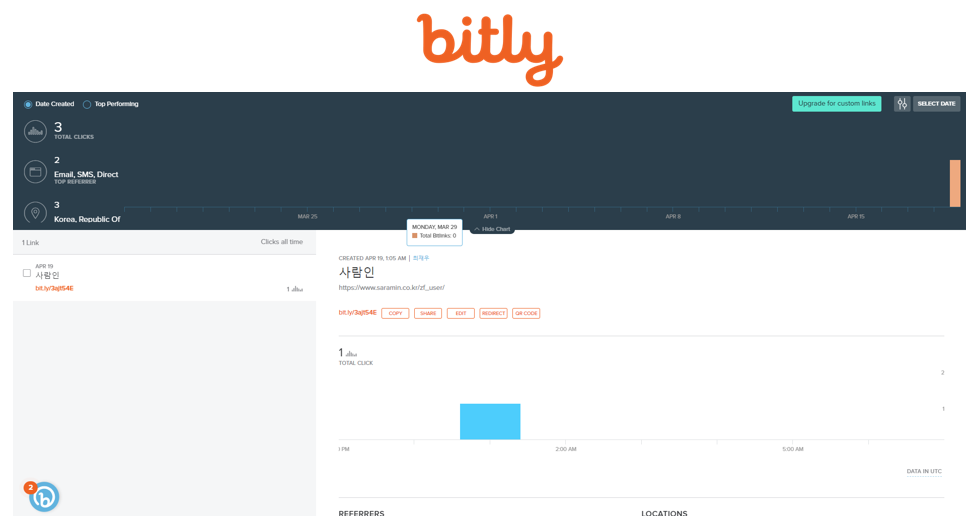 bitly
Date Created Top Performing
Upgrade for custom links
SELECT DATE
3
TOTAL CLICKS
2
Email, SMS, Direct
TOP REFERRER
3
Korea, Republic Of
MAR 25 APR 1 APR 8 APR 15
MONDAY, MAR 29
Total Bitlinks: 0
Hide Chart
1 Link Clicks all time
APR 19
사람인
bit.ly/3ajtS4E 1
CREATED APR 19, 1:05 AM | 최적우
사람인
https://www.saramin.co.kr/zf_user/
bit.ly/3ajtS4E COPY SHARE EDIT REDIRECT QR CODE
1
TOTAL CLICK
2
1
1 PM 2:00 AM 5:00 AM
DATA IN UTC
2
REFERRERS LOCATIONS